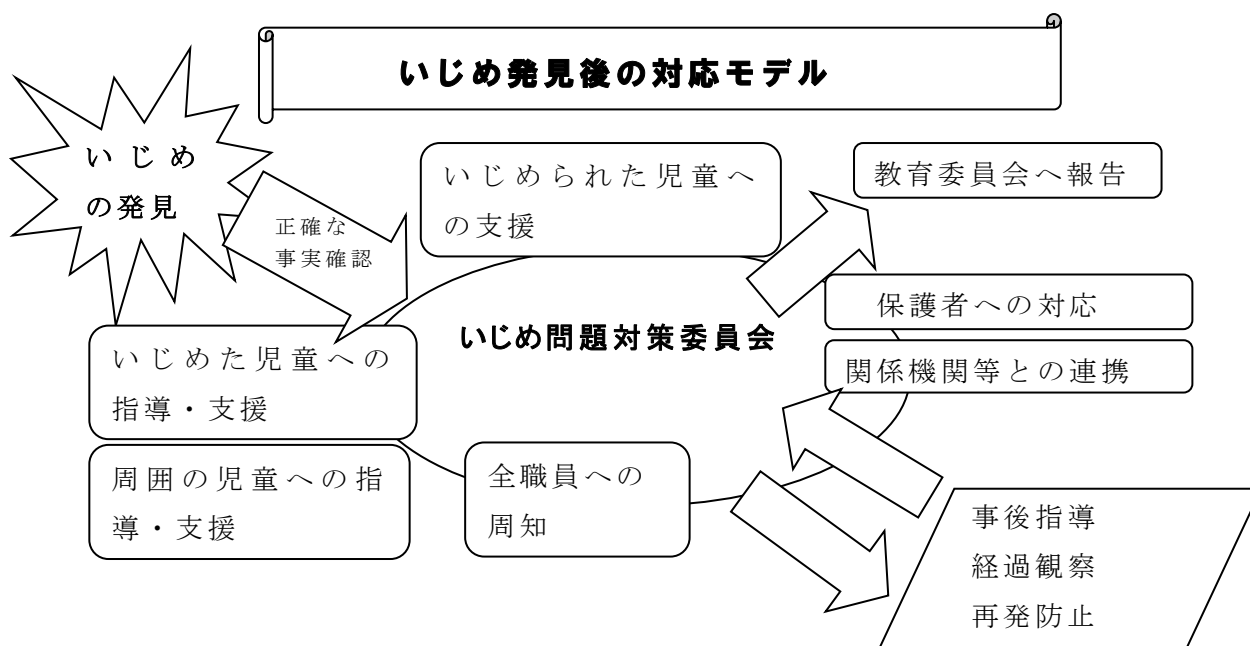 いじめ発見後の対応モデル
いじめ
の発見
正確な
事実確認
いじめられた児童へ
の支援
教育委員会へ報告
保護者への対応
関係機関等との連携
いじめ問題対策委員会
いじめた児童への
指導・支援
周囲の児童への指
導・支援
全職員への
周知
事後指導
経過観察
再発防止